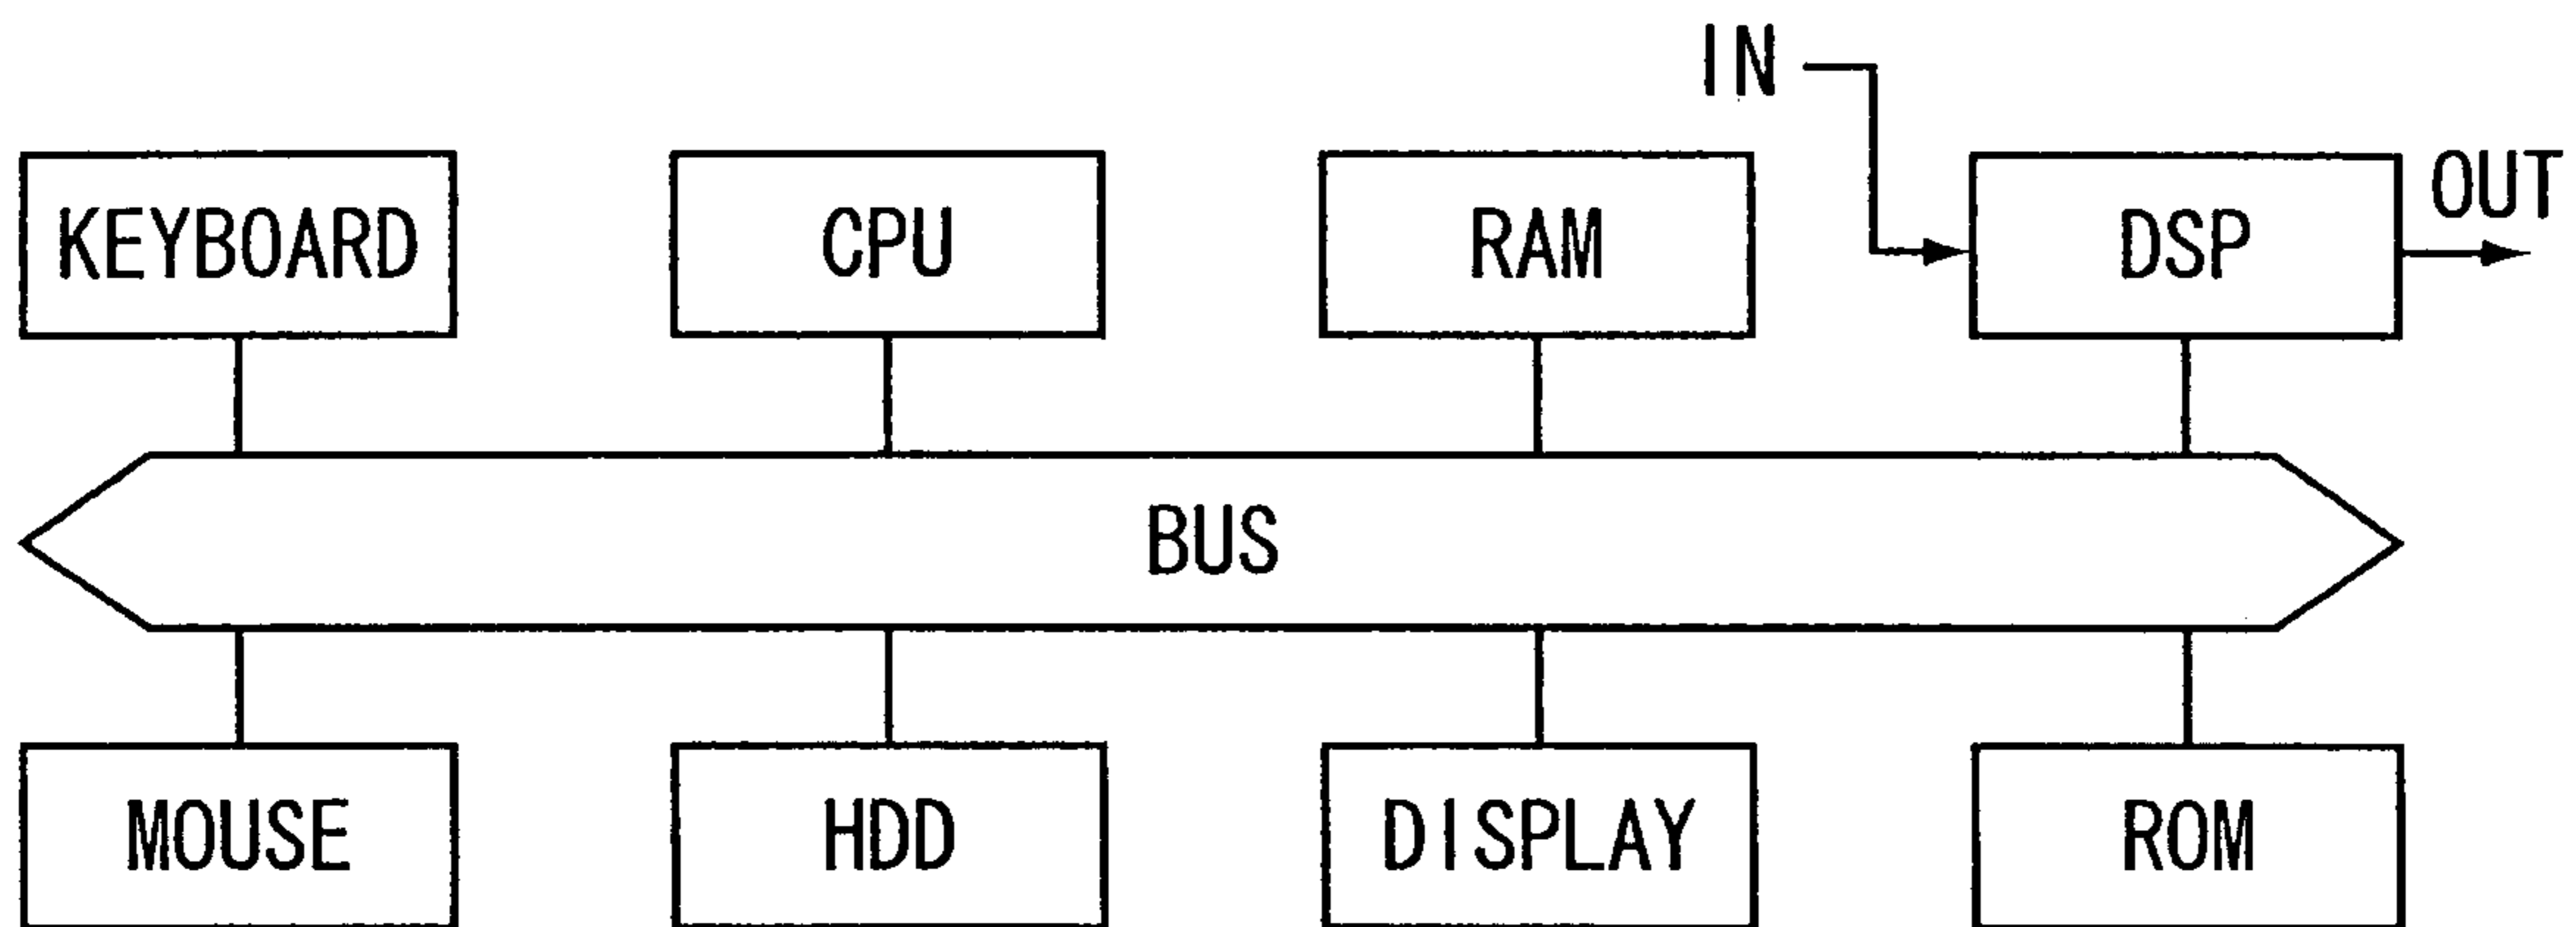 IN
KEYBOARD CPU RAM DSP OUT
BUS
MOUSE HDD DISPLAY ROM